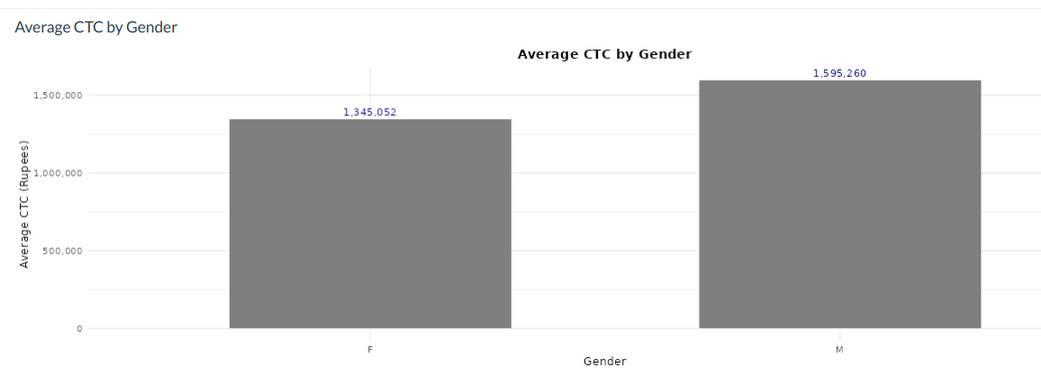 Average CTC by Gender
Average CTC by Gender
1,595,260
1,500,000
1,345,052
1,000,000
500,000
0
Average CTC (Rupees)
F
M
Gender